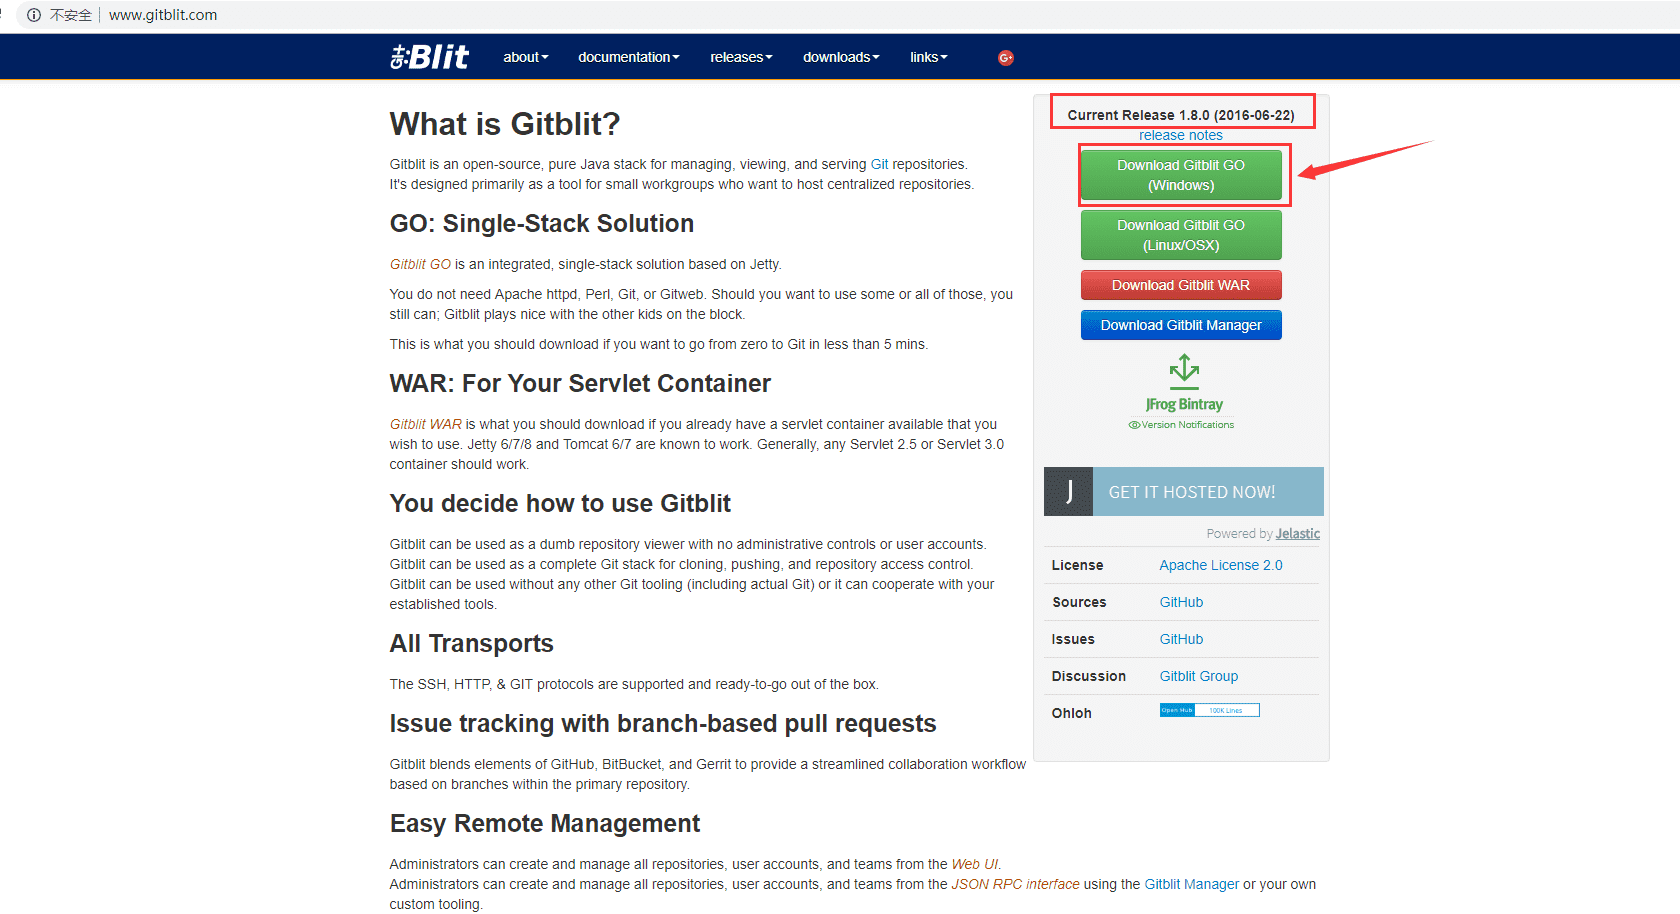 不安全 www.gitblit.com
git:Blit about documentation releases downloads links G+
What is Gitblit?
Gitblit is an open-source, pure Java stack for managing, viewing, and serving Git repositories.
It's designed primarily as a tool for small workgroups who want to host centralized repositories.
GO: Single-Stack Solution
Gitblit GO is an integrated, single-stack solution based on Jetty.
You do not need Apache httpd, Perl, Git, or Gitweb. Should you want to use some or all of those, you
still can; Gitblit plays nice with the other kids on the block.
This is what you should download if you want to go from zero to Git in less than 5 mins.
WAR: For Your Servlet Container
Gitblit WAR is what you should download if you already have a servlet container available that you
wish to use. Jetty 6/7/8 and Tomcat 6/7 are known to work. Generally, any Servlet 2.5 or Servlet 3.0
container should work.
You decide how to use Gitblit
Gitblit can be used as a dumb repository viewer with no administrative controls or user accounts.
Gitblit can be used as a complete Git stack for cloning, pushing, and repository access control.
Gitblit can be used without any other Git tooling (including actual Git) or it can cooperate with your
established tools.
All Transports
The SSH, HTTP, & GIT protocols are supported and ready-to-go out of the box.
Issue tracking with branch-based pull requests
Gitblit blends elements of GitHub, BitBucket, and Gerrit to provide a streamlined collaboration workflow
based on branches within the primary repository.
Easy Remote Management
Administrators can create and manage all repositories, user accounts, and teams from the Web UI.
Administrators can create and manage all repositories, user accounts, and teams from the JSON RPC interface using the Gitblit Manager or your own
custom tooling.
Current Release 1.8.0 (2016-06-22)
release notes
Download Gitblit GO
(Windows)
Download Gitblit GO
(Linux/OSX)
Download Gitblit WAR
Download Gitblit Manager
JFrog Bintray
Version Notifications
J GET IT HOSTED NOW!
Powered by Jelastic
License Apache License 2.0
Sources GitHub
Issues GitHub
Discussion Gitblit Group
Ohloh Open Hub 100K Lines